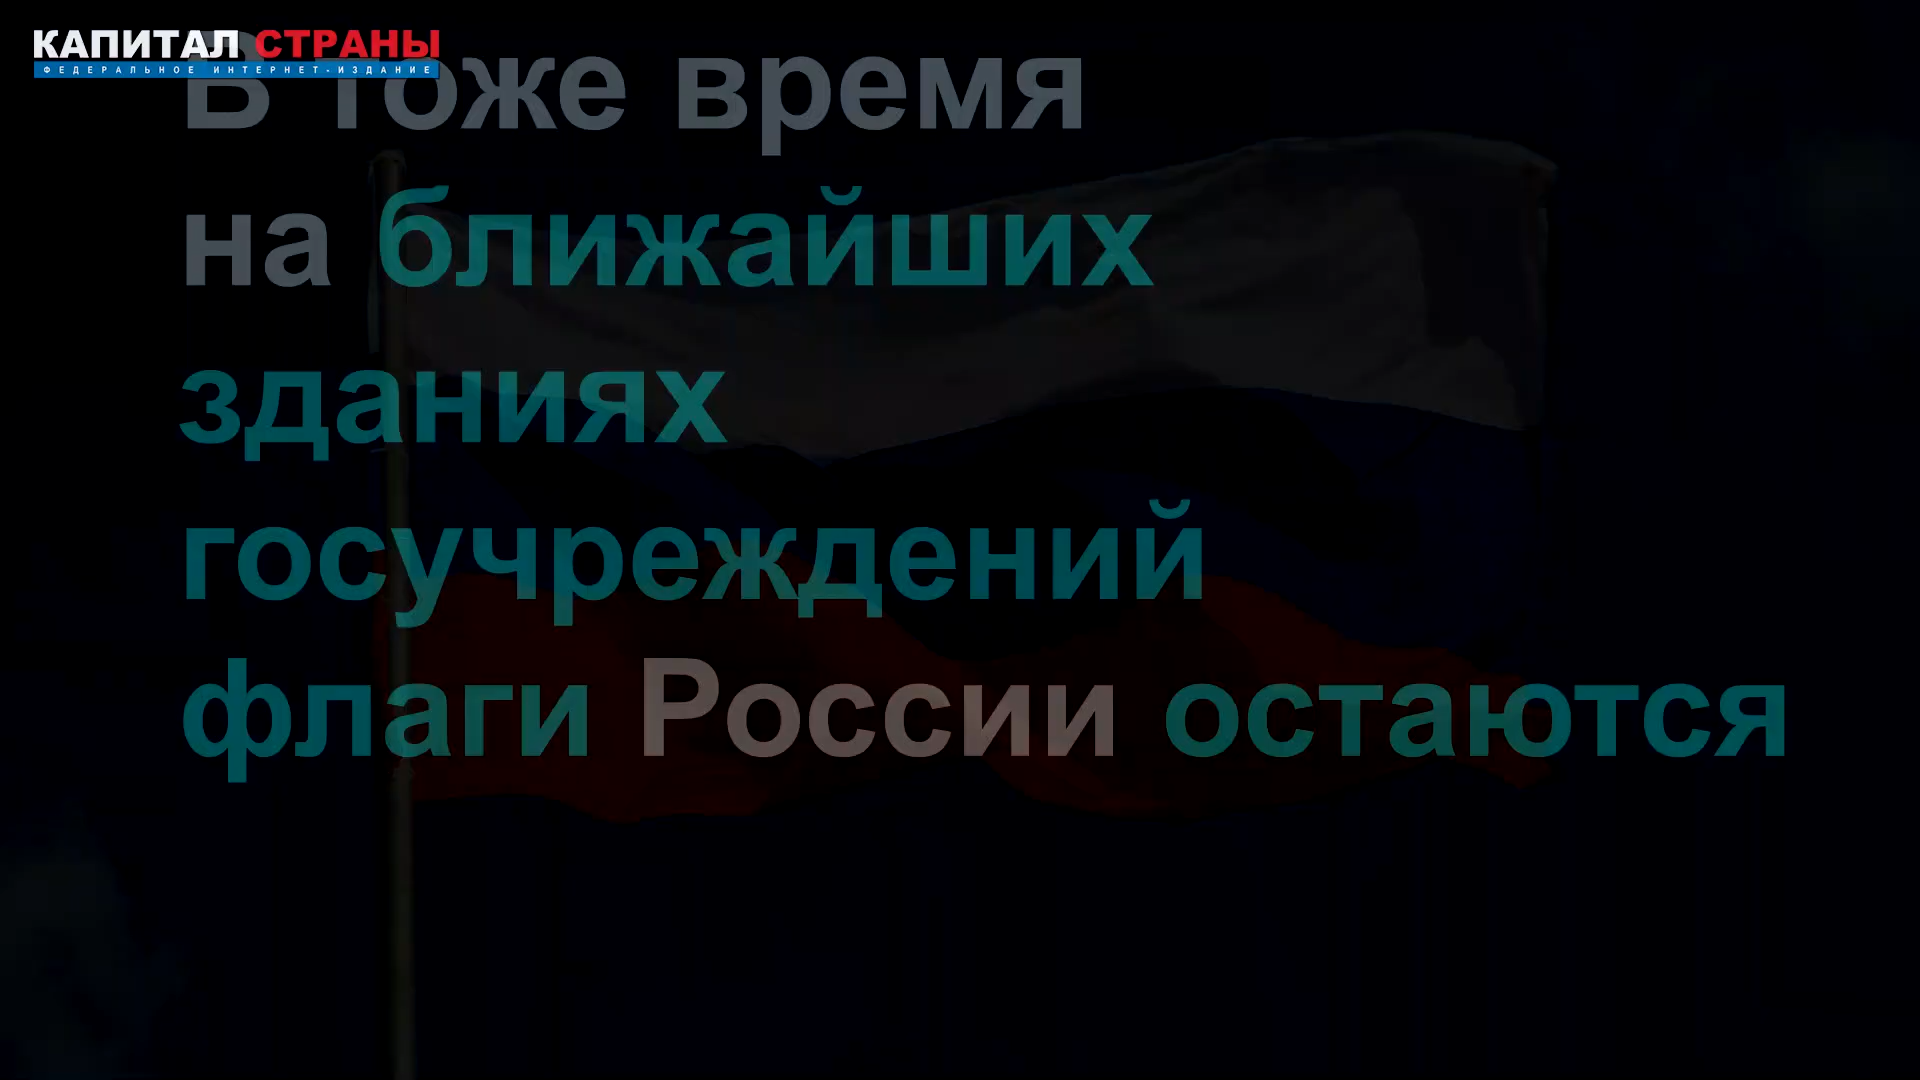 КАПИТАЛ СТРАНЫ
ФЕДЕРАЛЬНОЕ ИНТЕРНЕТ-ИЗДАНИЕ
В тоже время
на ближайших
зданиях
госучреждений
флаги России остаются